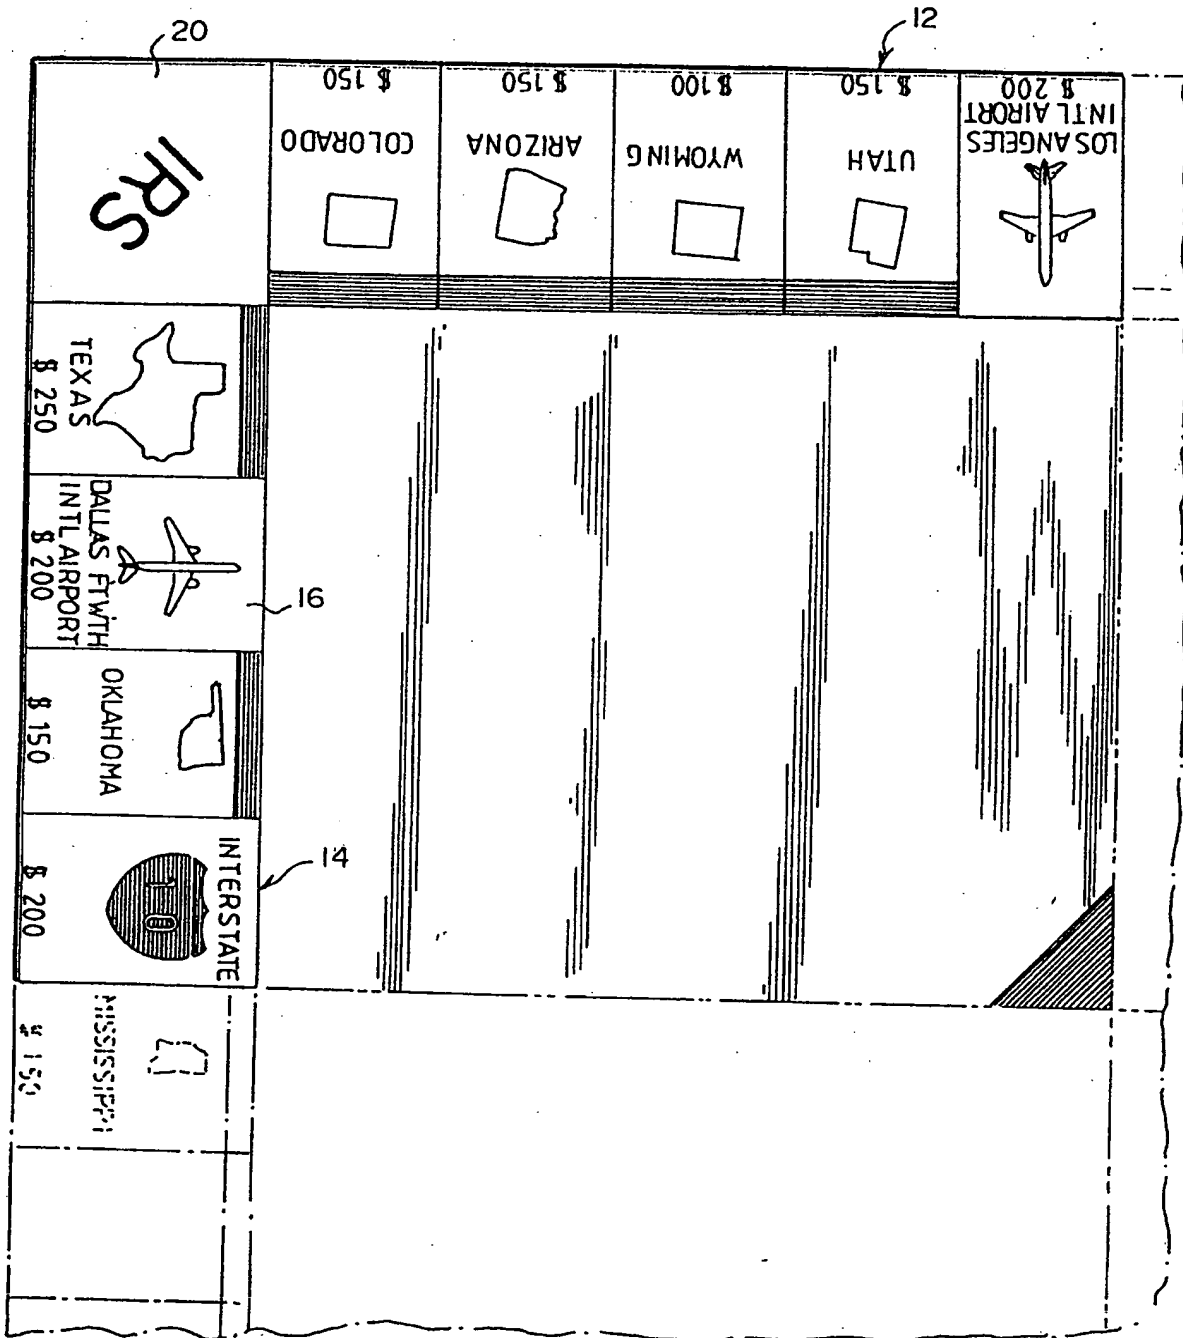 20
12
IRS
COLORADO
$ 150
ARIZONA
$ 150
WYOMING
$ 100
UTAH
$ 150
LOS ANGELES
INTL AIRORT
$ 200
TEXAS
$ 250
DALLAS FTWTH
INTL AIRPORT
$ 200
16
OKLAHOMA
$ 150
INTERSTATE
10
$ 200
14
MISSISSIPPI
$ 150